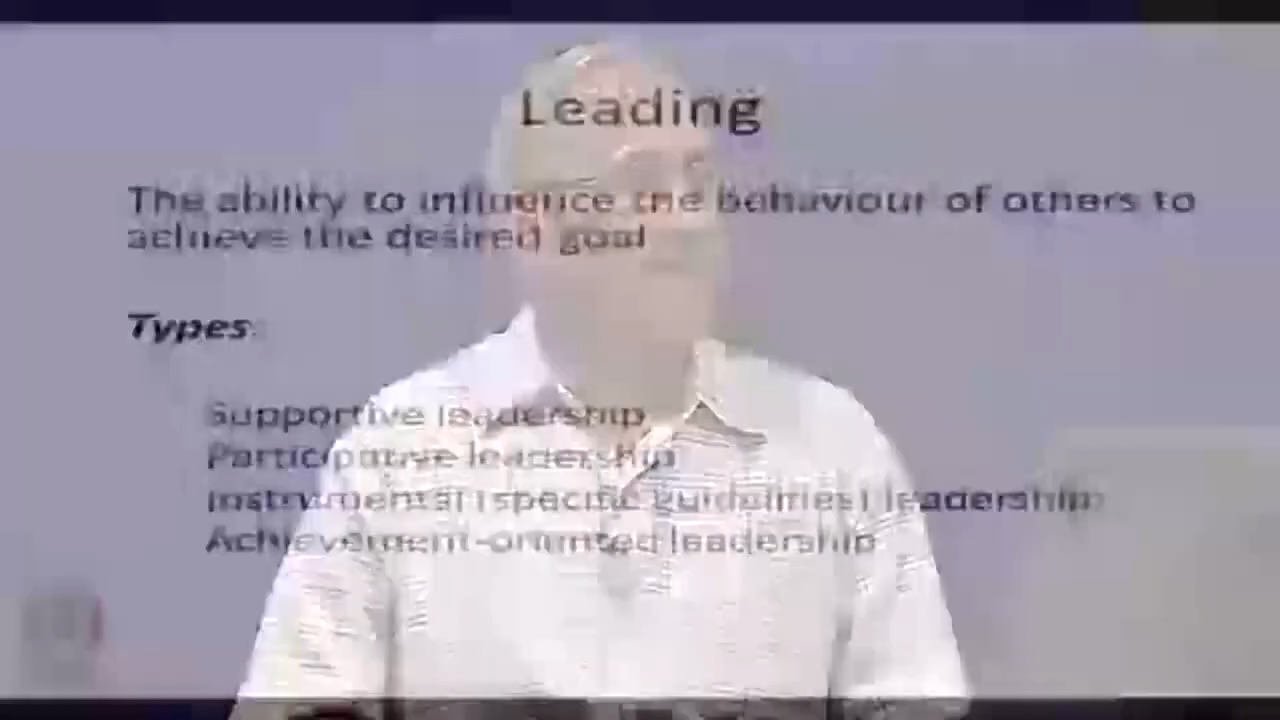 Leading
The ability to influence the behaviour of others to
achieve the desired goal
Types:
Supportive leadership
Participative leadership
Instrumental (specific guidelines) leadership
Achievement-oriented leadership